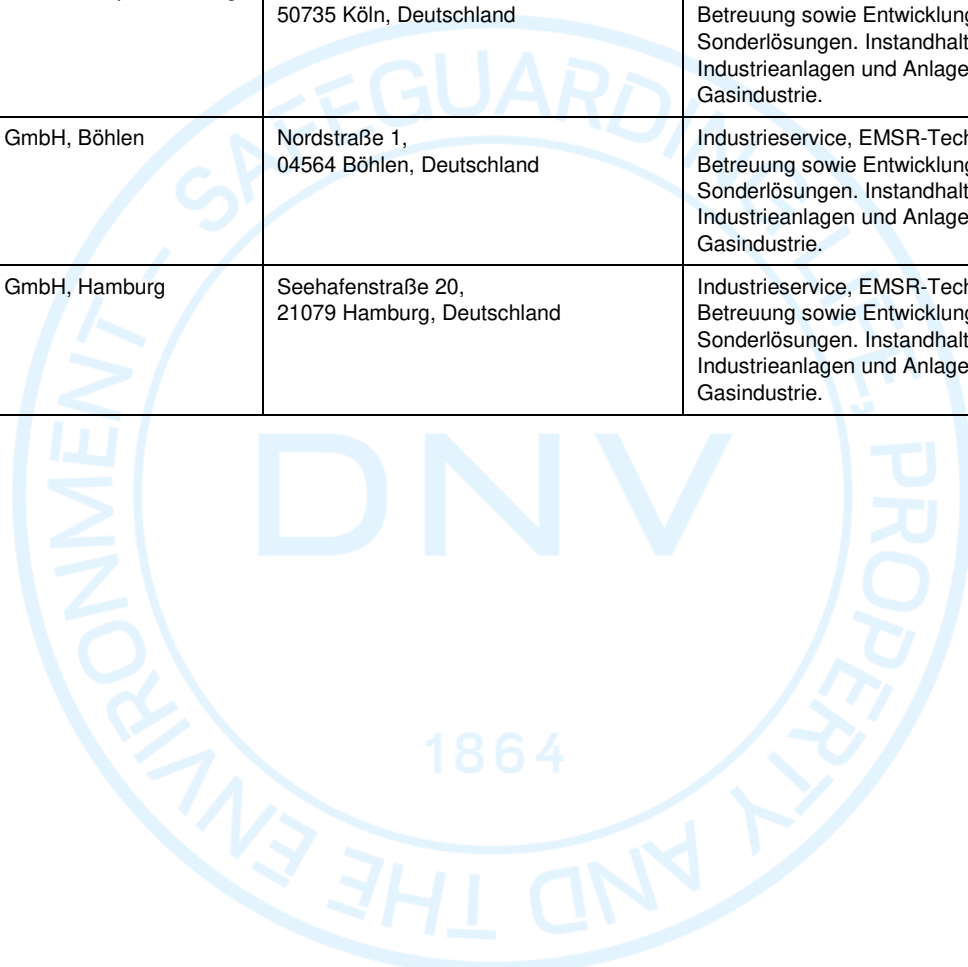 50735 Köln, Deutschland
Betreuung sowie Entwicklung
Sonderlösungen. Instandhalt
Industrieanlagen und Anlage
Gasindustrie.
GmbH, Böhlen
Nordstraße 1,
04564 Böhlen, Deutschland
Industrieservice, EMSR-Tech
Betreuung sowie Entwicklung
Sonderlösungen. Instandhalt
Industrieanlagen und Anlage
Gasindustrie.
GmbH, Hamburg
Seehafenstraße 20,
21079 Hamburg, Deutschland
Industrieservice, EMSR-Tech
Betreuung sowie Entwicklung
Sonderlösungen. Instandhalt
Industrieanlagen und Anlage
Gasindustrie.
SAFEGUARDING LIFE, PROPERTY AND THE ENVIRONMENT –
DNV
1864